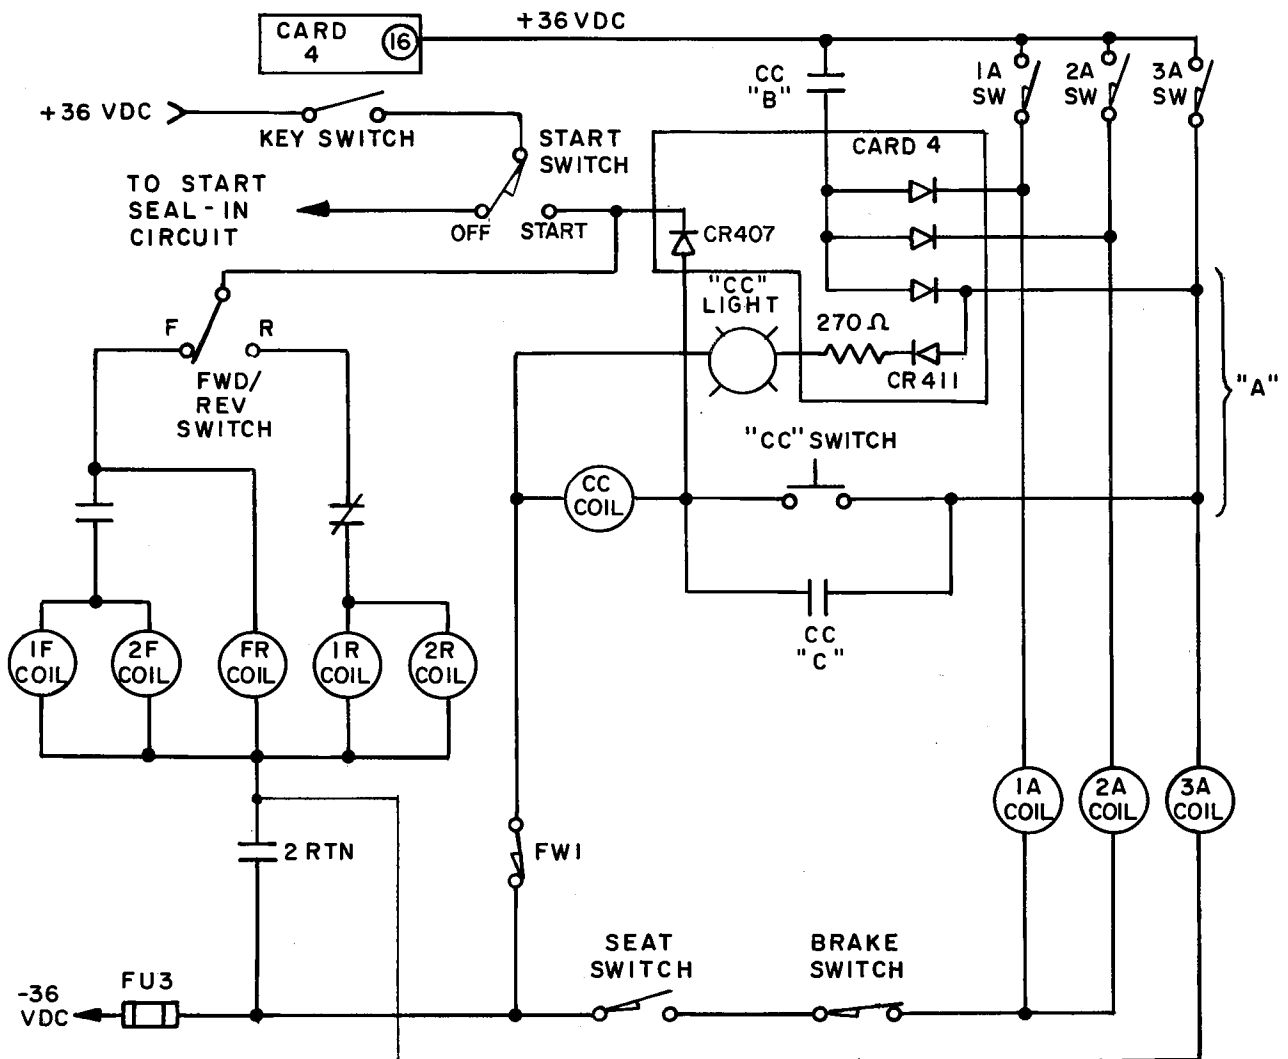 +36 VDC
CARD
4
16
1A
SW
2A
SW
3A
SW
CC
"B"
+36 VDC
KEY SWITCH
START
SWITCH
CARD 4
TO START
SEAL-IN
CIRCUIT
OFF
START
CR407
"CC"
LIGHT
270 Ω
CR411
"A"
F
R
FWD/
REV
SWITCH
"CC" SWITCH
CC
COIL
CC
"C"
1F
COIL
2F
COIL
FR
COIL
1R
COIL
2R
COIL
1A
COIL
2A
COIL
3A
COIL
2 RTN
FW1
SEAT
SWITCH
BRAKE
SWITCH
FU3
-36
VDC